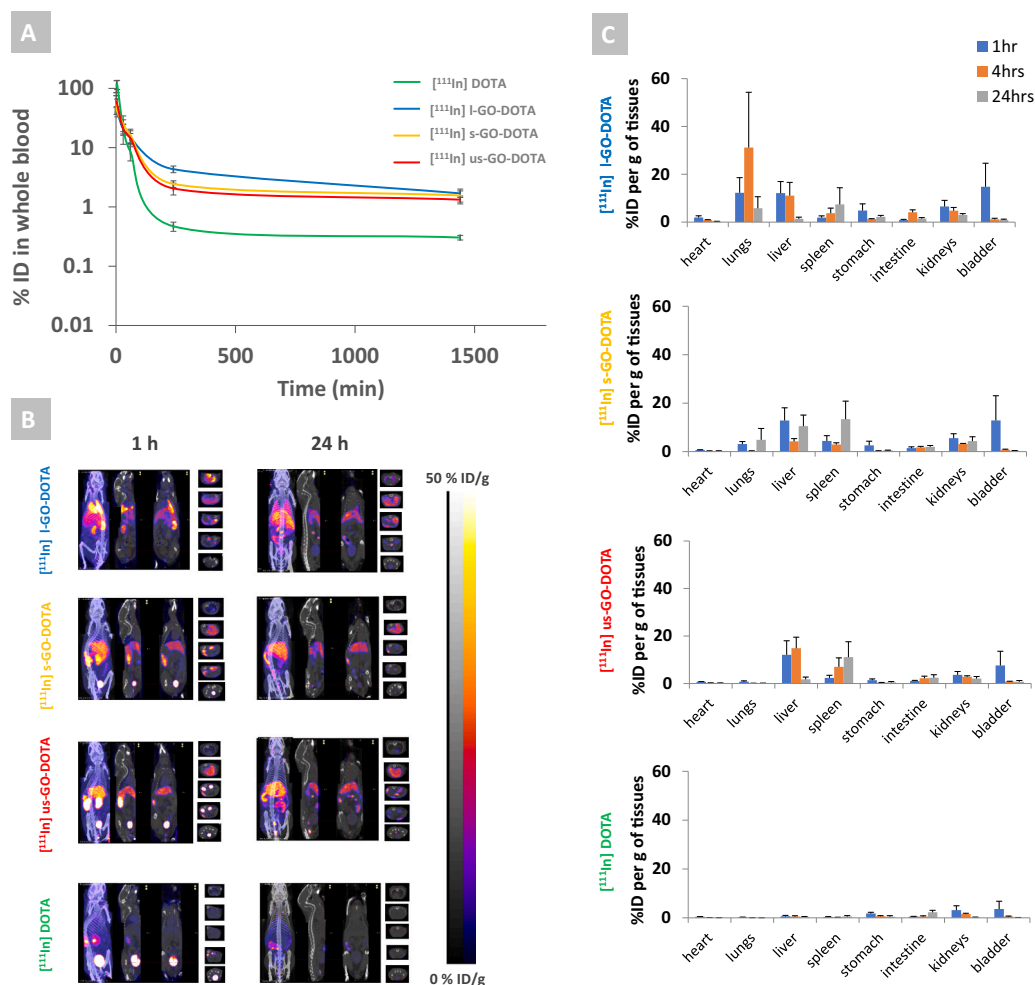 A
[¹¹¹In] DOTA
[¹¹¹In] l-GO-DOTA
[¹¹¹In] s-GO-DOTA
[¹¹¹In] us-GO-DOTA
% ID in whole blood
100
10
1
0.1
0.01
0
500
1000
1500
Time (min)
B
1 h
24 h
[¹¹¹In] l-GO-DOTA
[¹¹¹In] s-GO-DOTA
[¹¹¹In] us-GO-DOTA
[¹¹¹In] DOTA
50 % ID/g
0 % ID/g
C
1hr
4hrs
24hrs
[¹¹¹In] l-GO-DOTA
%ID per g of tissues
60
40
20
0
heart
lungs
liver
spleen
stomach
intestine
kidneys
bladder
[¹¹¹In] s-GO-DOTA
%ID per g of tissues
60
40
20
0
heart
lungs
liver
spleen
stomach
intestine
kidneys
bladder
[¹¹¹In] us-GO-DOTA
%ID per g of tissues
60
40
20
0
heart
lungs
liver
spleen
stomach
intestine
kidneys
bladder
[¹¹¹In] DOTA
%ID per g of tissues
60
40
20
0
heart
lungs
liver
spleen
stomach
intestine
kidneys
bladder